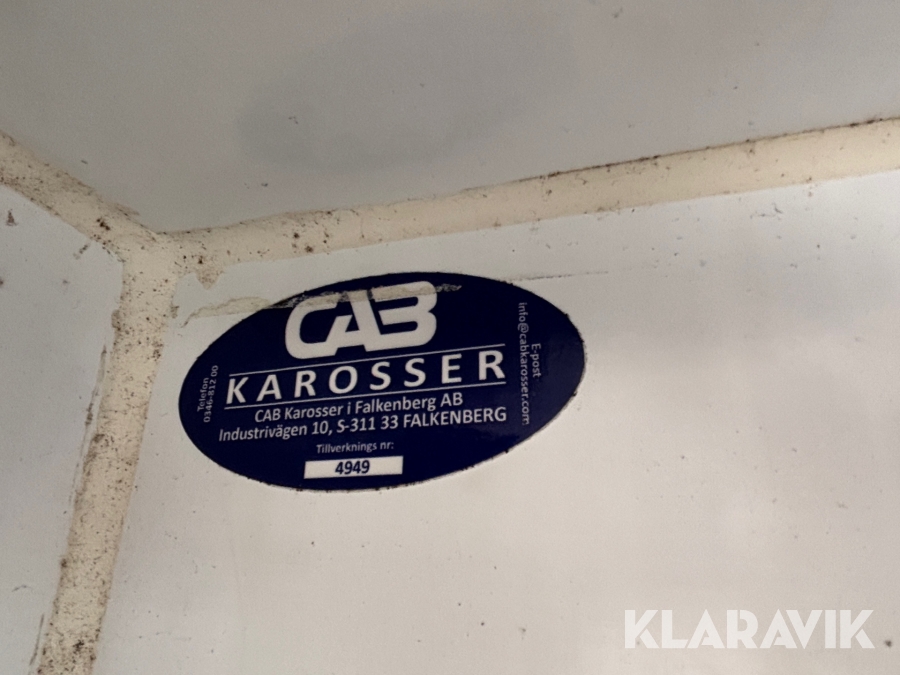 CAB
KAROSSER
CAB Karosser i Falkenberg AB
Industrivägen 10, S-311 33 FALKENBERG
Tillverknings nr:
4949
Telefon
0346-812 00
E-post
info@cabkarosser.com
KLARAVIK